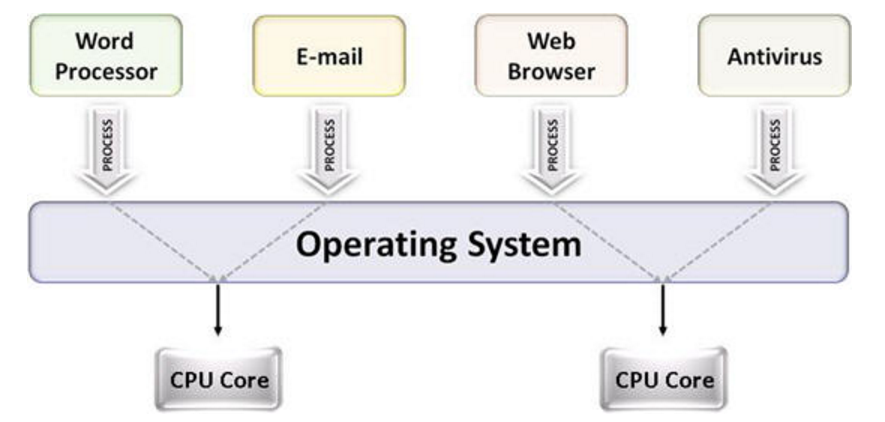 Word
Processor
E-mail
Web
Browser
Antivirus
PROCESS
PROCESS
PROCESS
PROCESS
Operating System
CPU Core
CPU Core